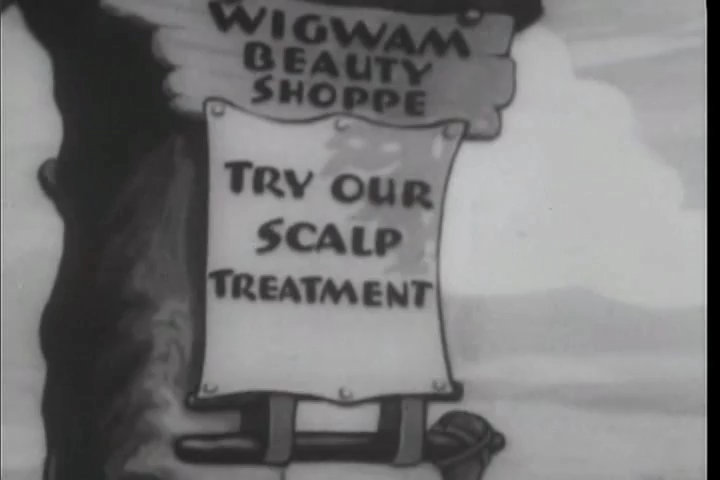 WIGWAM
BEAUTY
SHOPPE
TRY OUR
SCALP
TREATMENT